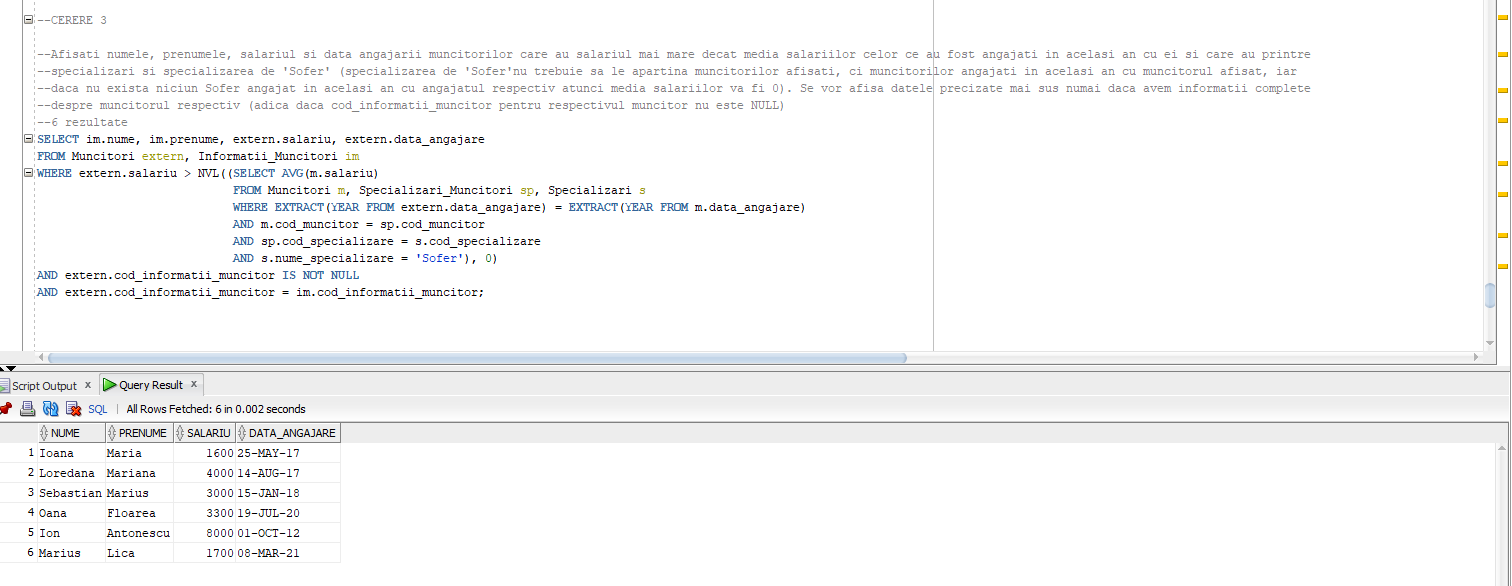 --CERERE 3
--Afisati numele, prenumele, salariul si data angajarii muncitorilor care au salariul mai mare decat media salariilor celor ce au fost angajati in acelasi an cu ei si care au printre
--specializari si specializarea de 'Sofer' (specializarea de 'Sofer'nu trebuie sa le apartina muncitorilor afisati, ci muncitorilor angajati in acelasi an cu muncitorul afisat, iar
--daca nu exista niciun Sofer angajat in acelasi an cu angajatul respectiv atunci media salariilor va fi 0). Se vor afisa datele precizate mai sus numai daca avem informatii complete
--despre muncitorul respectiv (adica daca cod_informatii_muncitor pentru respectivul muncitor nu este NULL)
--6 rezultate
SELECT im.nume, im.prenume, extern.salariu, extern.data_angajare
FROM Muncitori extern, Informatii_Muncitori im
WHERE extern.salariu > NVL((SELECT AVG(m.salariu)
FROM Muncitori m, Specializari_Muncitori sp, Specializari s
WHERE EXTRACT(YEAR FROM extern.data_angajare) = EXTRACT(YEAR FROM m.data_angajare)
AND m.cod_muncitor = sp.cod_muncitor
AND sp.cod_specializare = s.cod_specializare
AND s.nume_specializare = 'Sofer'), 0)
AND extern.cod_informatii_muncitor IS NOT NULL
AND extern.cod_informatii_muncitor = im.cod_informatii_muncitor;
Script Output x Query Result x
SQL | All Rows Fetched: 6 in 0.002 seconds
NUME PRENUME SALARIU DATA_ANGAJARE
1 Ioana Maria 1600 25-MAY-17
2 Loredana Mariana 4000 14-AUG-17
3 Sebastian Marius 3000 15-JAN-18
4 Oana Floarea 3300 19-JUL-20
5 Ion Antonescu 8000 01-OCT-12
6 Marius Lica 1700 08-MAR-21